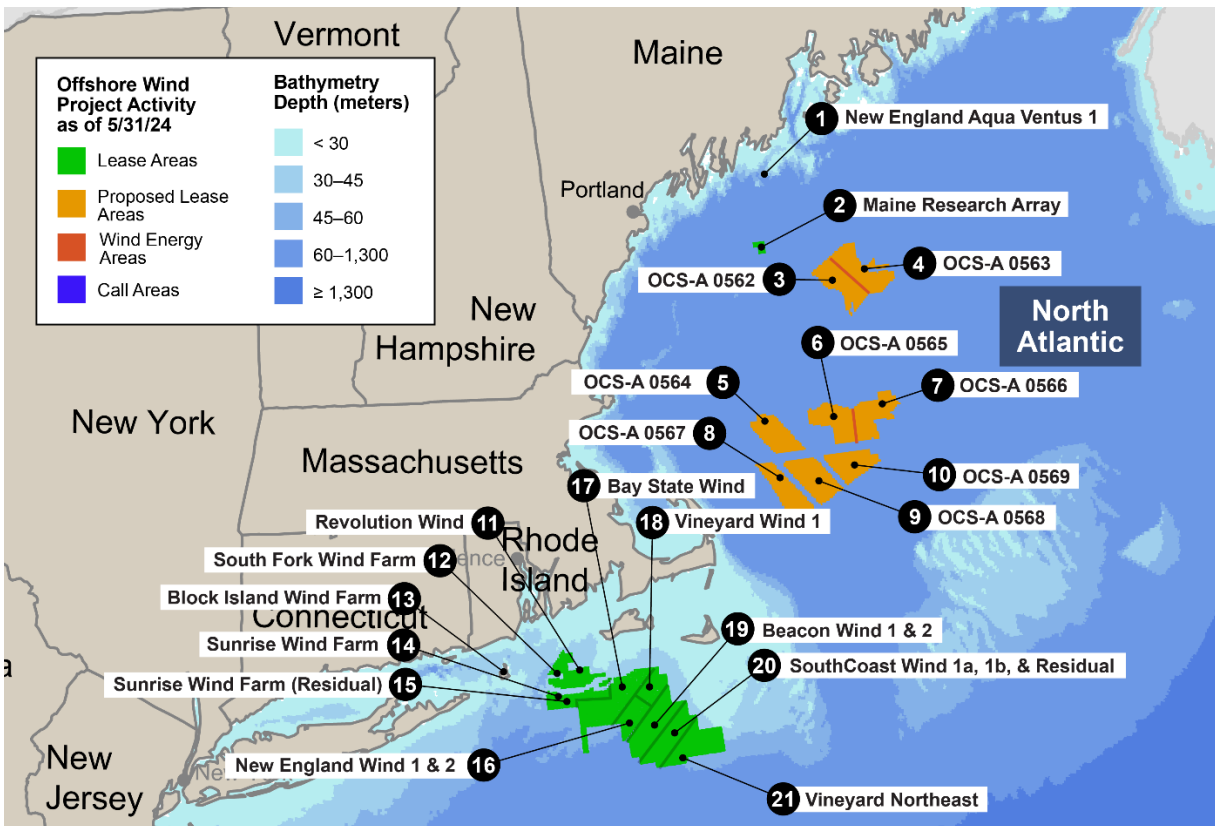 Vermont
Maine
Offshore Wind
Project Activity
as of 5/31/24
Lease Areas
Proposed Lease
Areas
Wind Energy
Areas
Call Areas
Bathymetry
Depth (meters)
< 30
30–45
45–60
60–1,300
≥ 1,300
1 New England Aqua Ventus 1
Portland
2 Maine Research Array
OCS-A 0562 3
4 OCS-A 0563
New
Hampshire
North
Atlantic
6 OCS-A 0565
OCS-A 0564 5
7 OCS-A 0566
New York
OCS-A 0567 8
Massachusetts
10 OCS-A 0569
17 Bay State Wind
9 OCS-A 0568
Revolution Wind 11
18 Vineyard Wind 1
Rhode
Island
South Fork Wind Farm 12
ence
Block Island Wind Farm 13
Connecticut
Sunrise Wind Farm 14
19 Beacon Wind 1 & 2
20 SouthCoast Wind 1a, 1b, & Residual
a
Sunrise Wind Farm (Residual) 15
New
Jersey
New England Wind 1 & 2 16
21 Vineyard Northeast